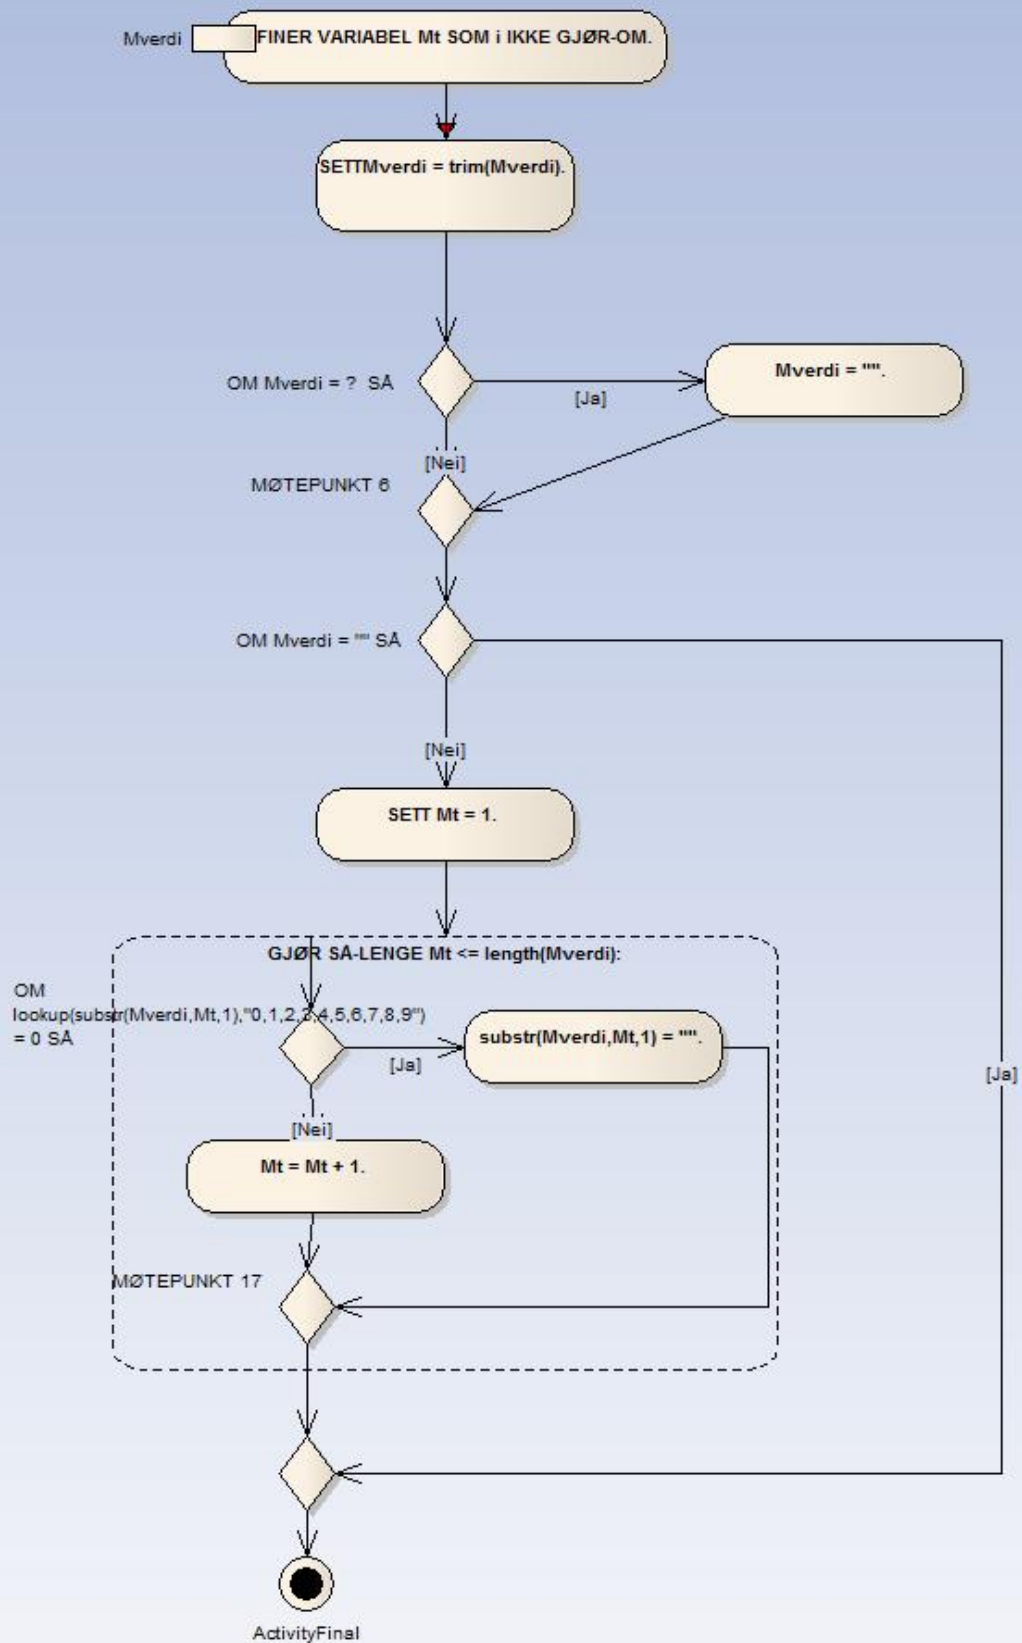 Mverdi
FINER VARIABEL Mt SOM i IKKE GJØR-OM.
SETTMverdi = trim(Mverdi).
OM Mverdi = ? SÅ
[Ja]
Mverdi = "".
[Nei]
MØTEPUNKT 6
OM Mverdi = "" SÅ
[Nei]
SETT Mt = 1.
GJØR SÅ-LENGE Mt <= length(Mverdi):
OM
lookup(substr(Mverdi,Mt,1),"0,1,2,3,4,5,6,7,8,9")
= 0 SÅ
[Ja]
substr(Mverdi,Mt,1) = "".
[Ja]
[Nei]
Mt = Mt + 1.
MØTEPUNKT 17
ActivityFinal